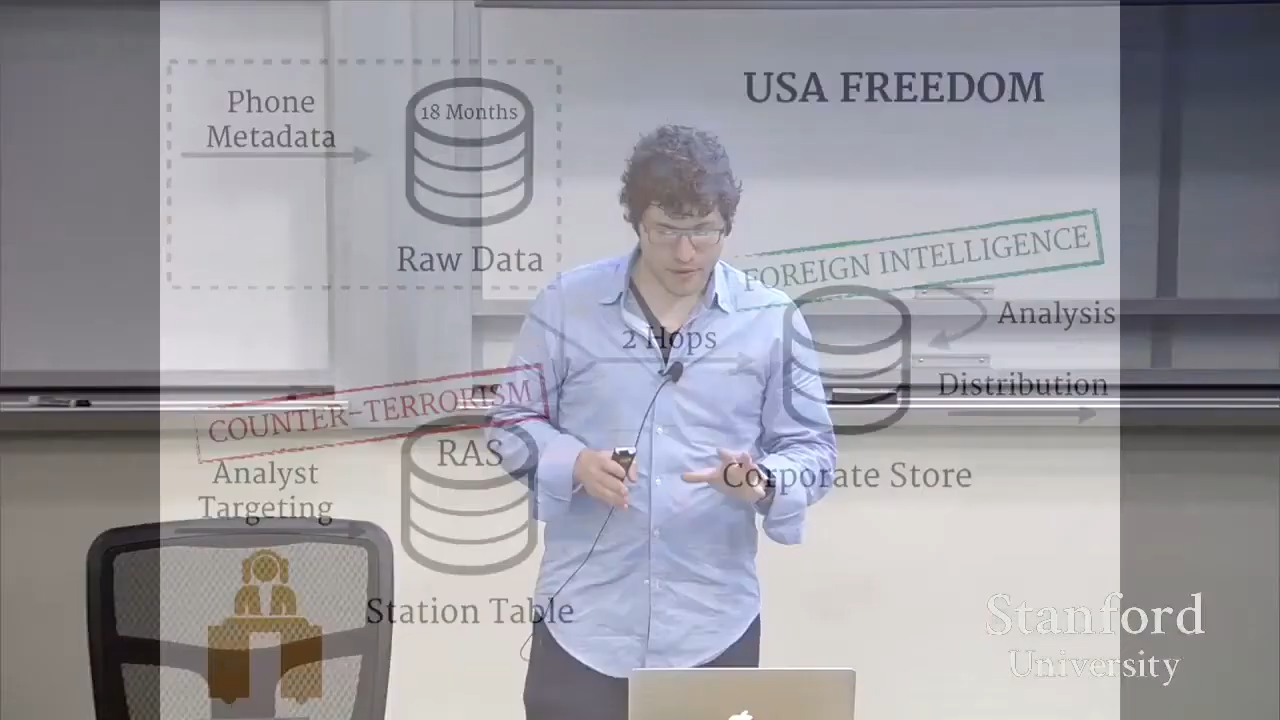 USA FREEDOM
Phone
Metadata
18 Months
Raw Data
FOREIGN INTELLIGENCE
Analysis
2 Hops
Distribution
COUNTER-TERRORISM
RAS
Analyst
Targeting
Corporate Store
Station Table
Stanford
University